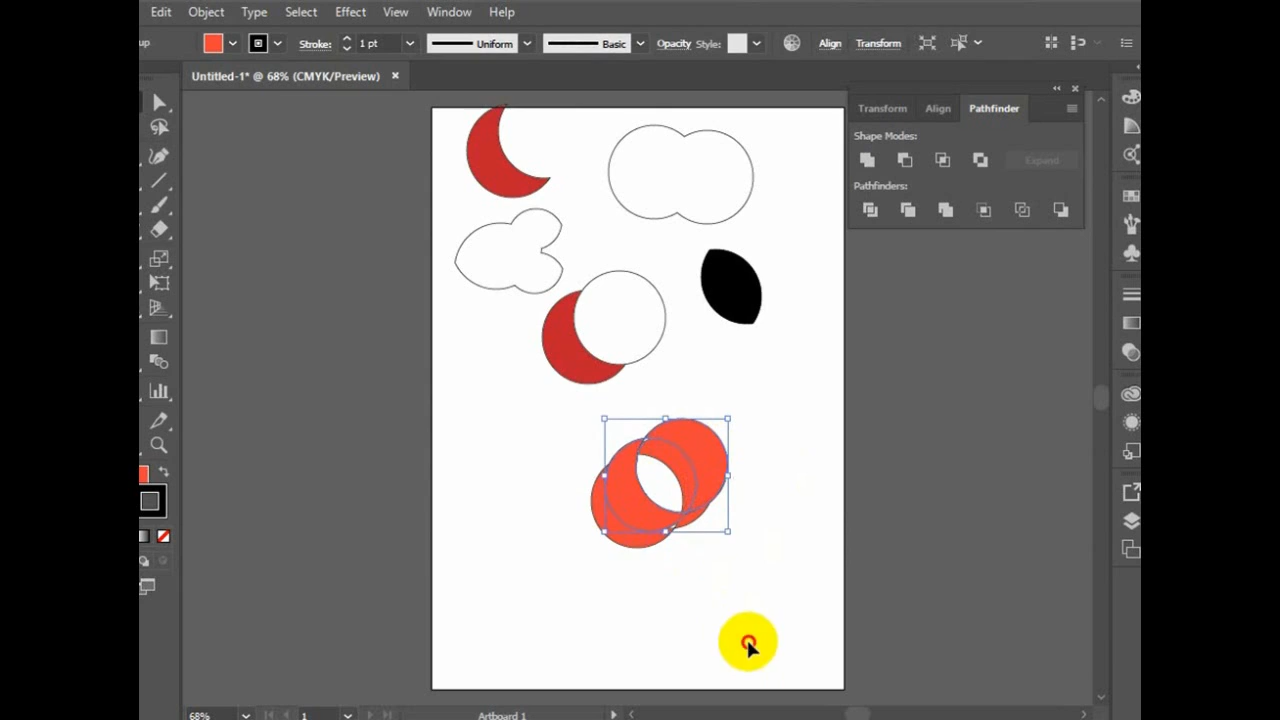 Edit Object Type Select Effect View Window Help
up Stroke: 1 pt Uniform Basic Opacity Style: Align Transform
Untitled-1* @ 68% (CMYK/Preview) ×
Transform Align Pathfinder
Shape Modes:
Expand
Pathfinders:
68% 1 Artboard 1